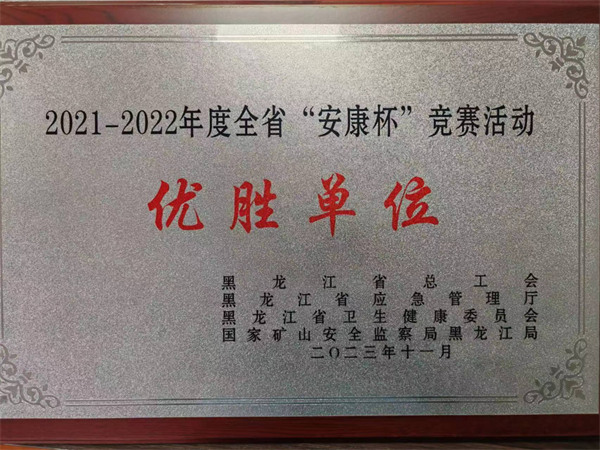 2021-2022年度全省“安康杯”竞赛活动
优胜单位
黑龙江省总工会
黑龙江省应急管理厅
黑龙江省卫生健康委员会
国家矿山安全监察局黑龙江局
二〇二三年十一月